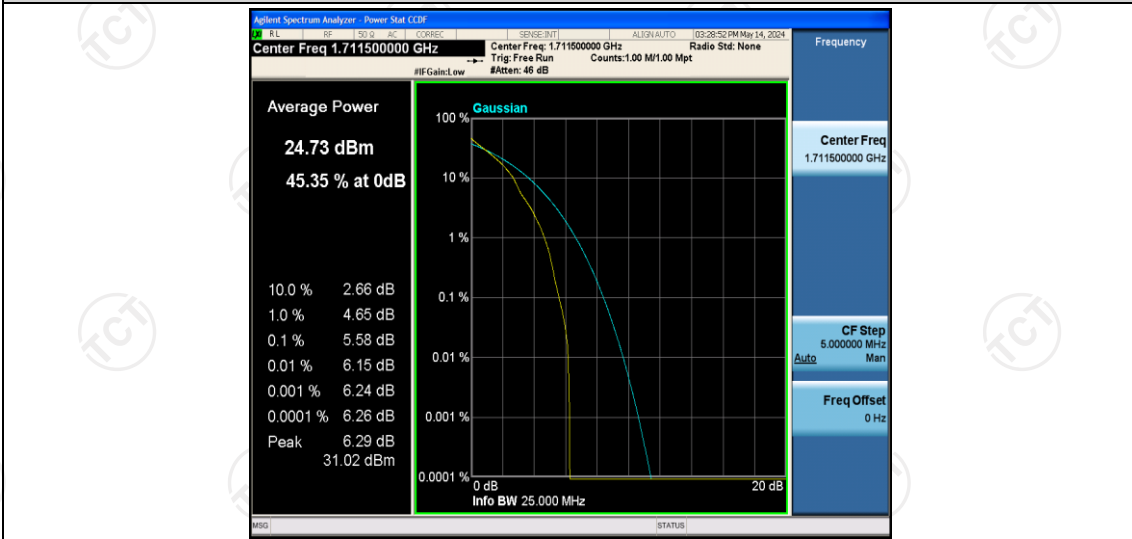 Agilent Spectrum Analyzer - Power Stat CCDF
RL RF 50 Ω AC CORREC SENSE:INT ALIGN AUTO 03:28:52 PM May 14, 2024
Center Freq 1.711500000 GHz
Center Freq: 1.711500000 GHz Radio Std: None
Trig: Free Run Counts:1.00 M/1.00 Mpt
#IFGain:Low #Atten: 46 dB
Frequency
Average Power
24.73 dBm
45.35 % at 0dB
10.0 % 2.66 dB
1.0 % 4.65 dB
0.1 % 5.58 dB
0.01 % 6.15 dB
0.001 % 6.24 dB
0.0001 % 6.26 dB
Peak 6.29 dB
31.02 dBm
Gaussian
100 %
10 %
1 %
0.1 %
0.01 %
0.001 %
0.0001 %
0 dB 20 dB
Info BW 25.000 MHz
Center Freq
1.711500000 GHz
CF Step
5.000000 MHz
Auto Man
Freq Offset
0 Hz
MSG STATUS
TCT
TCT
TCT
TCT